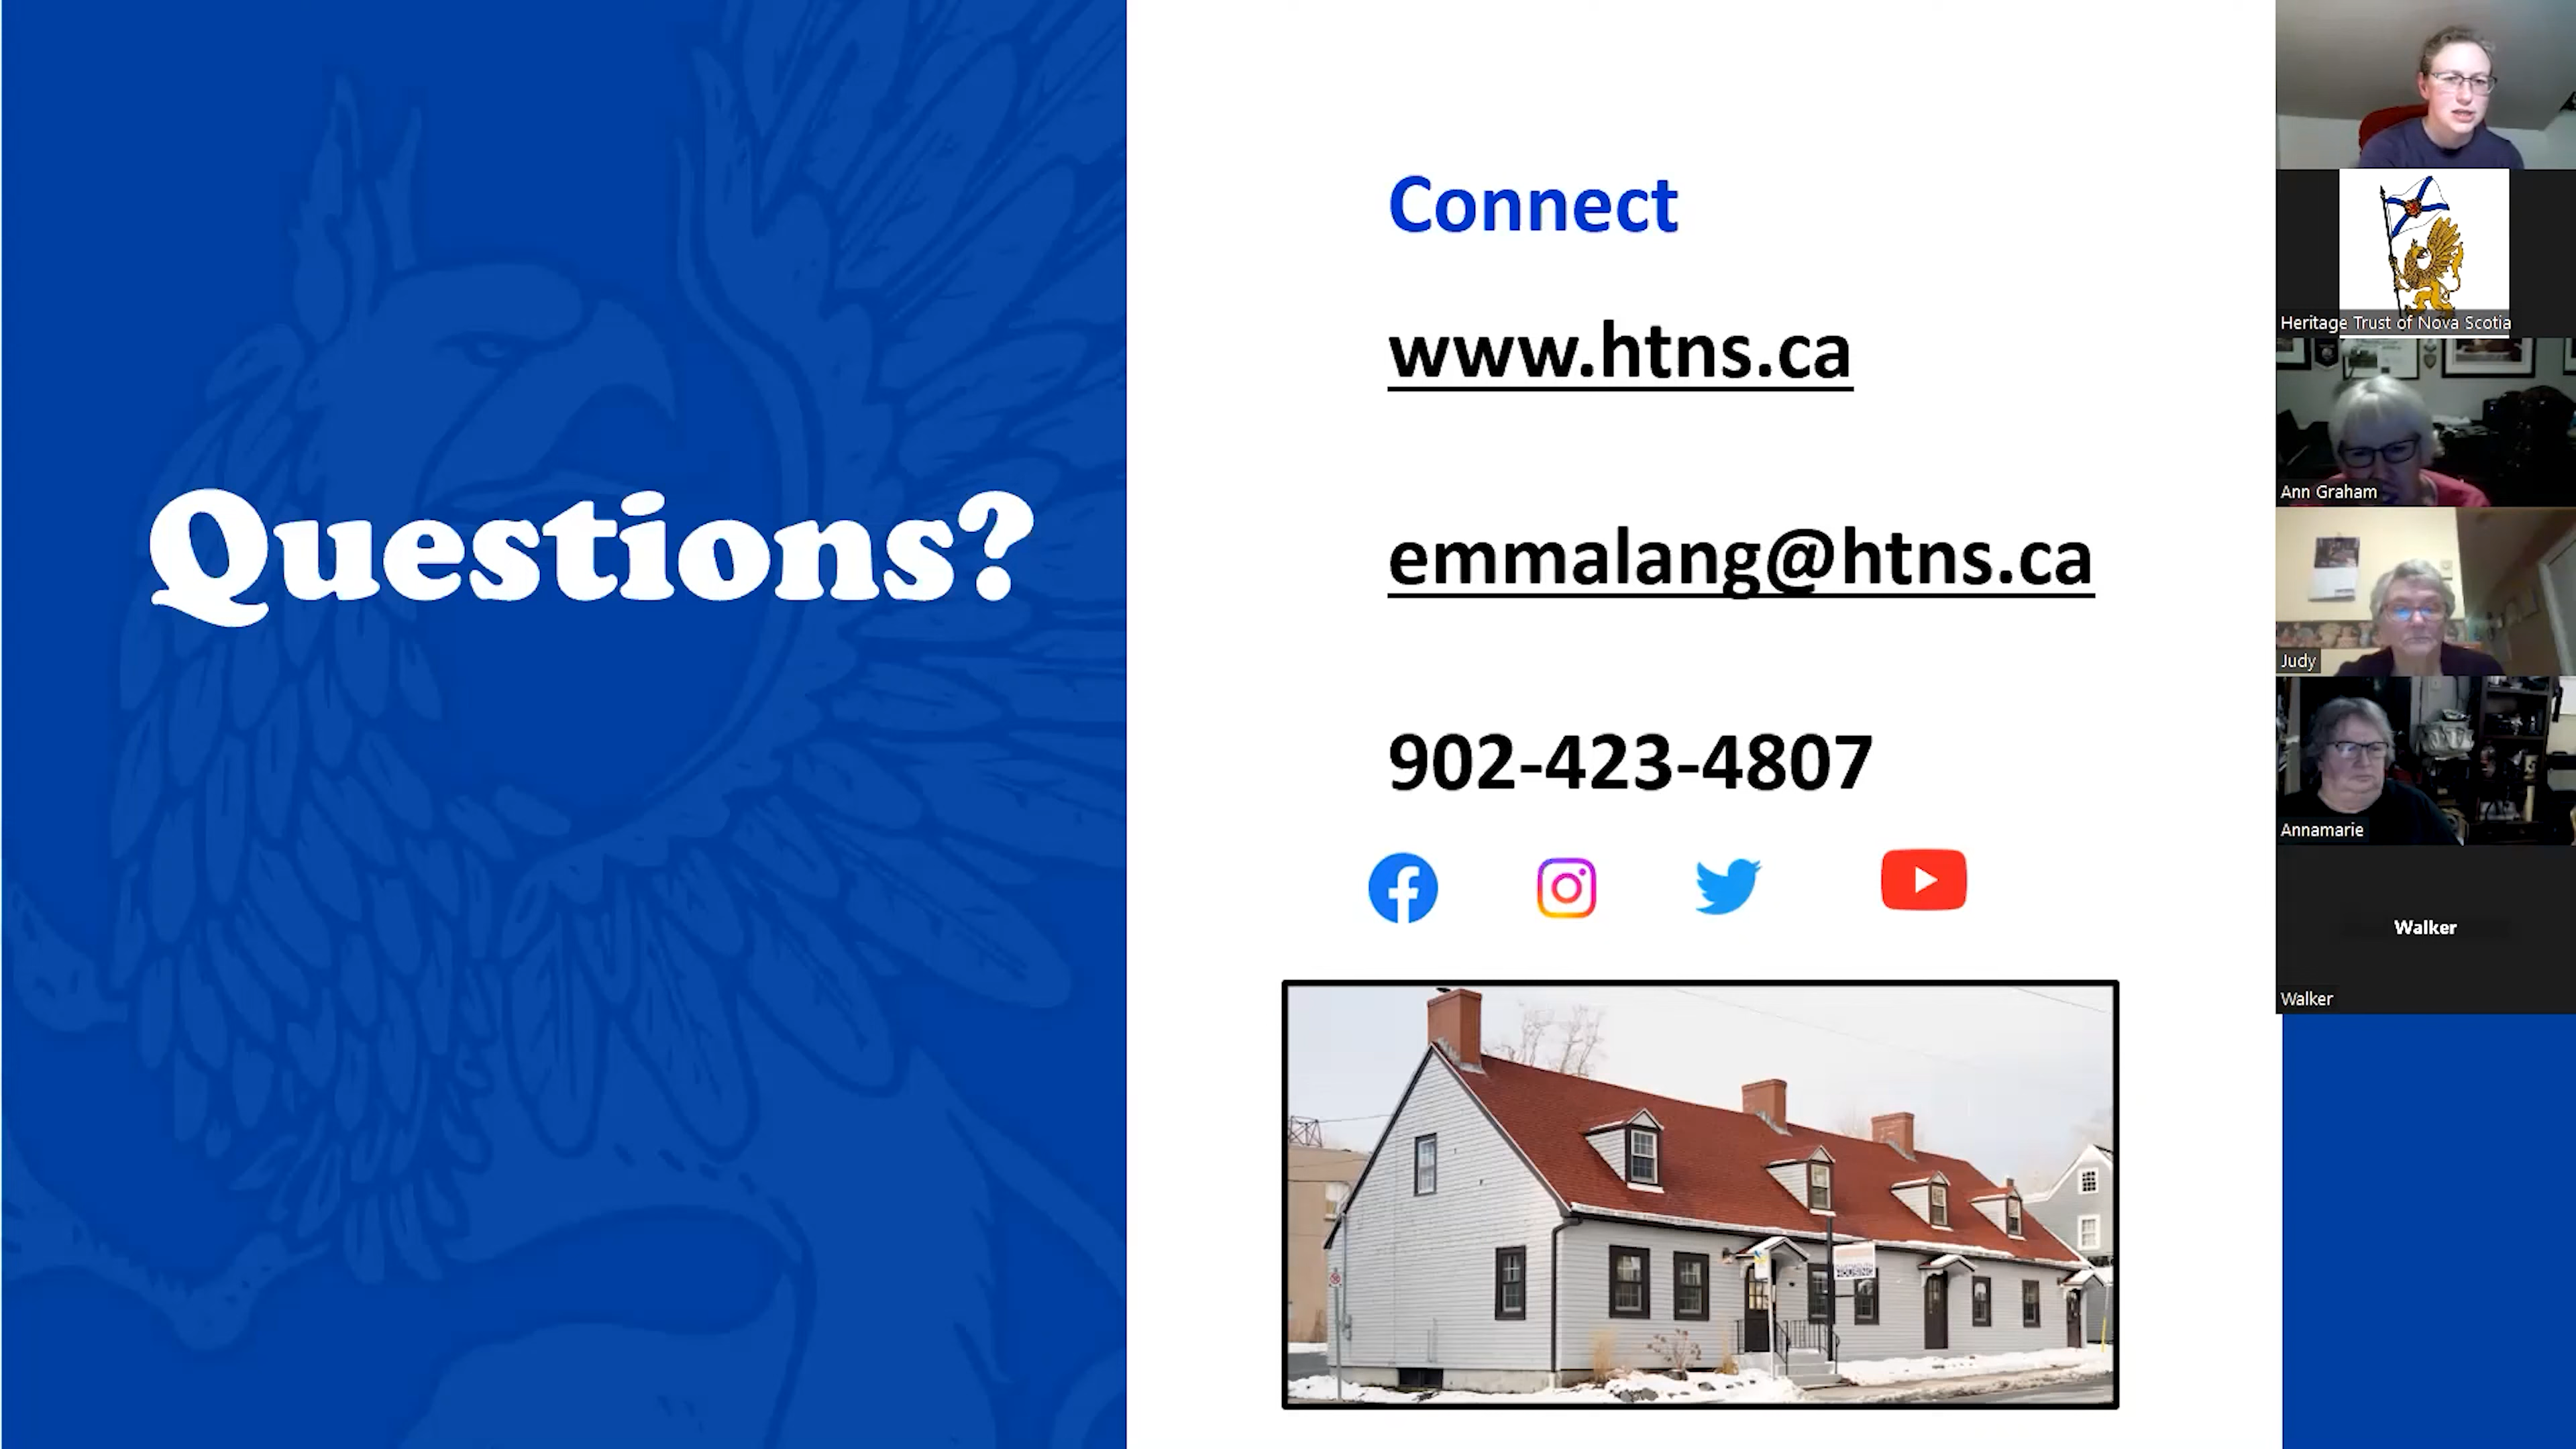 Questions?
Connect
www.htns.ca
emmalang@htns.ca
902-423-4807
Heritage Trust of Nova Scotia
Ann Graham
Judy
Annamarie
Walker
Walker